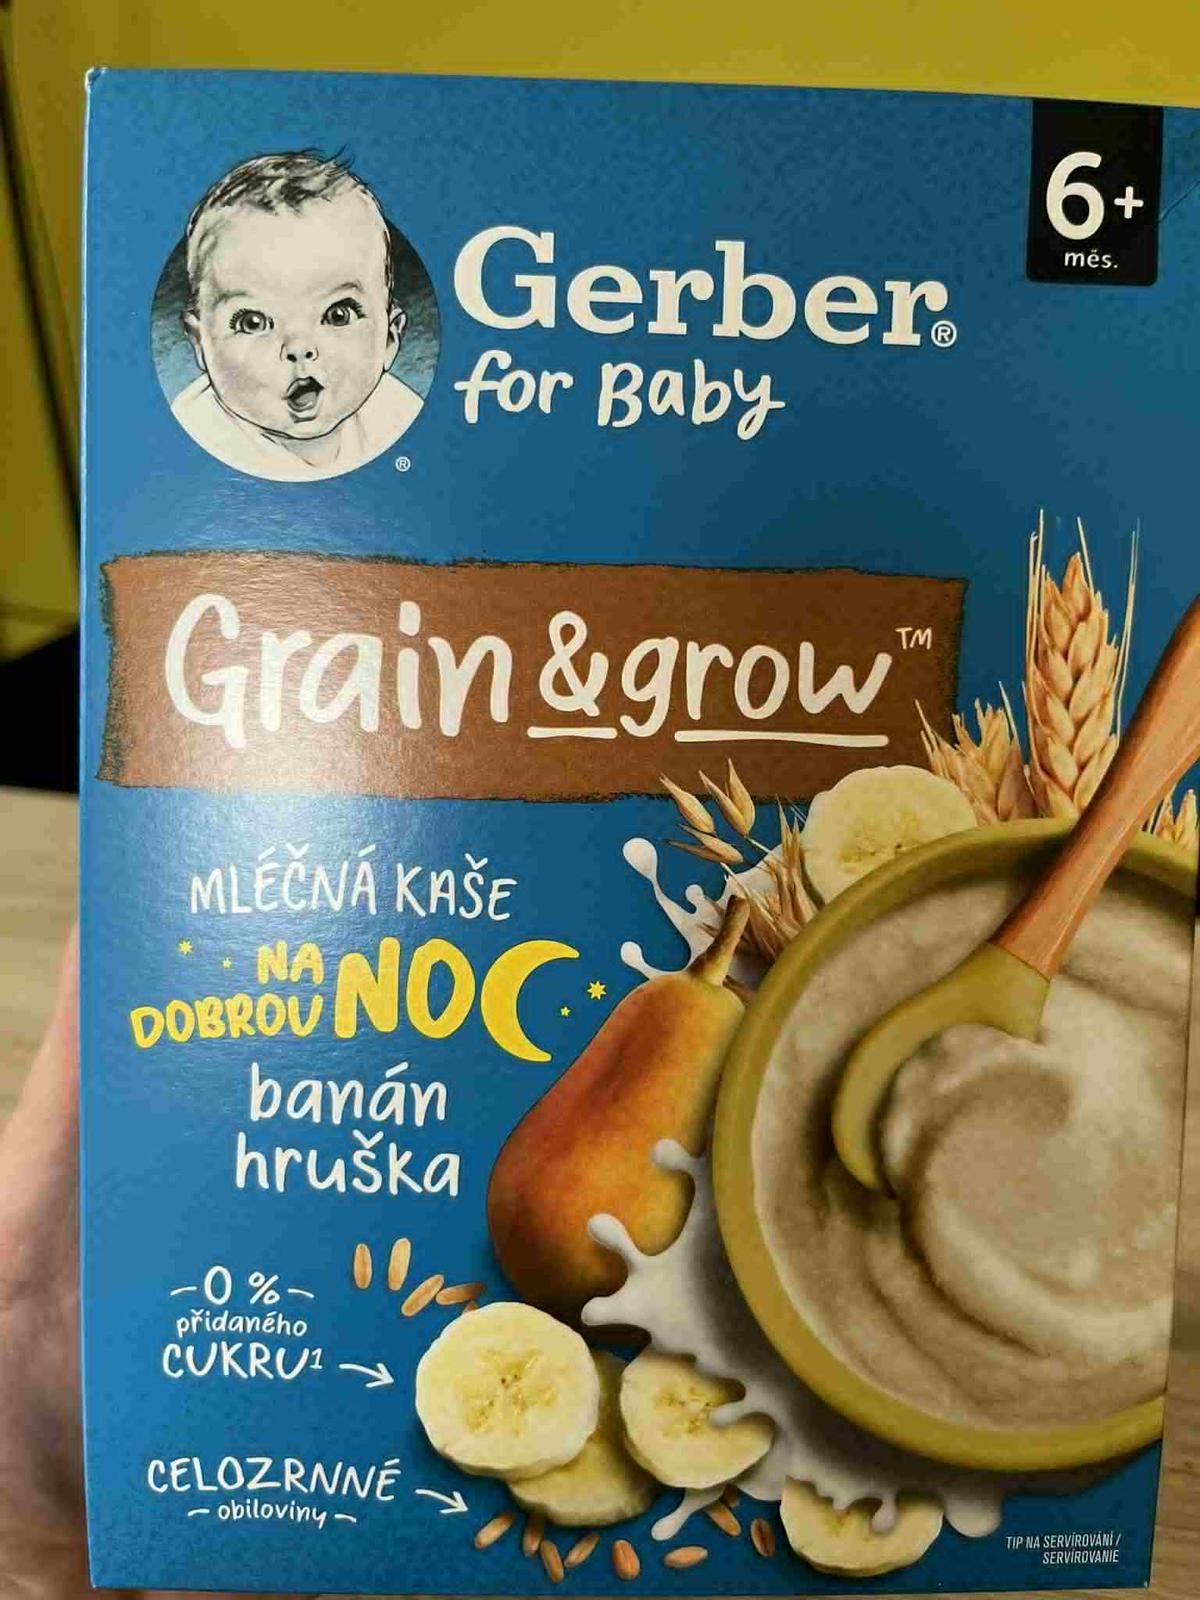 6+
měs.
Gerber®
for Baby
®
Grain & grow™
MLÉČNÁ KAŠE
NA
DOBROU NOC
banán
hruška
-0 %-
přidaného
CUKRU¹
CELOZRNNÉ
- obiloviny -
TIP NA SERVÍROVÁNÍ /
SERVÍROVANIE